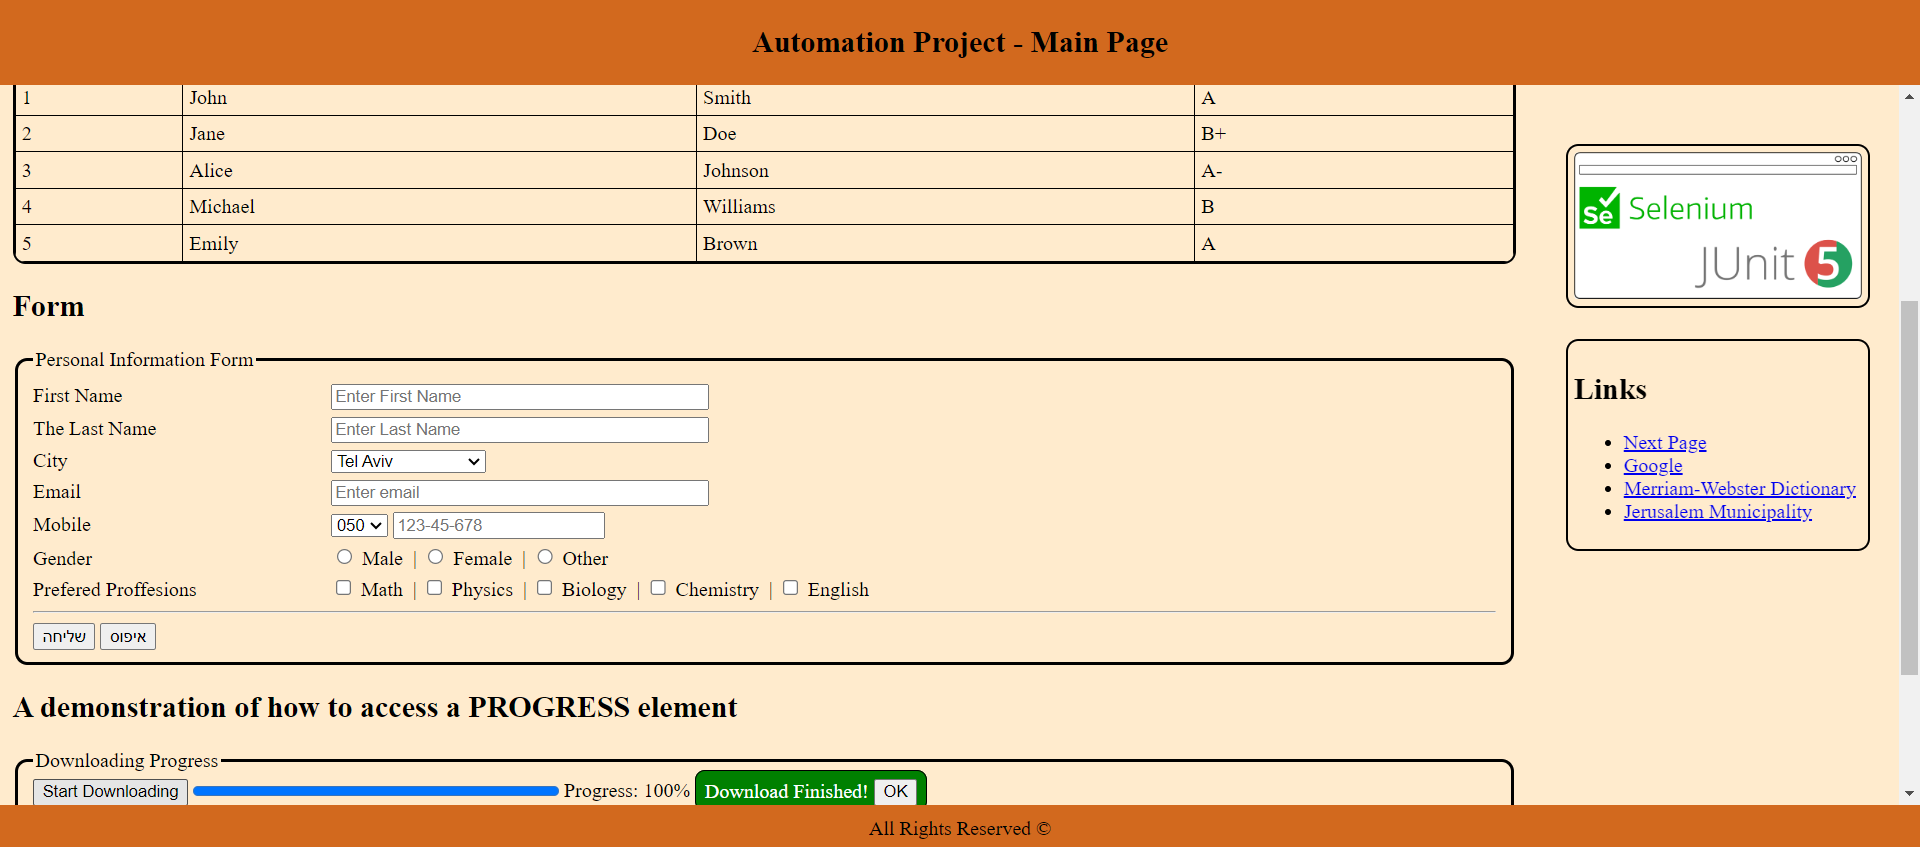 Automation Project - Main Page
1 John Smith A
2 Jane Doe B+
3 Alice Johnson A-
4 Michael Williams B
5 Emily Brown A
Se Selenium
JUnit 5
Form
Personal Information Form
First Name Enter First Name
The Last Name Enter Last Name
City Tel Aviv
Email Enter email
Mobile 050 123-45-678
Gender Male | Female | Other
Prefered Proffesions Math | Physics | Biology | Chemistry | English
שליחה איפוס
Links
Next Page
Google
Merriam-Webster Dictionary
Jerusalem Municipality
A demonstration of how to access a PROGRESS element
Downloading Progress
Start Downloading Progress: 100% Download Finished! OK
All Rights Reserved ©